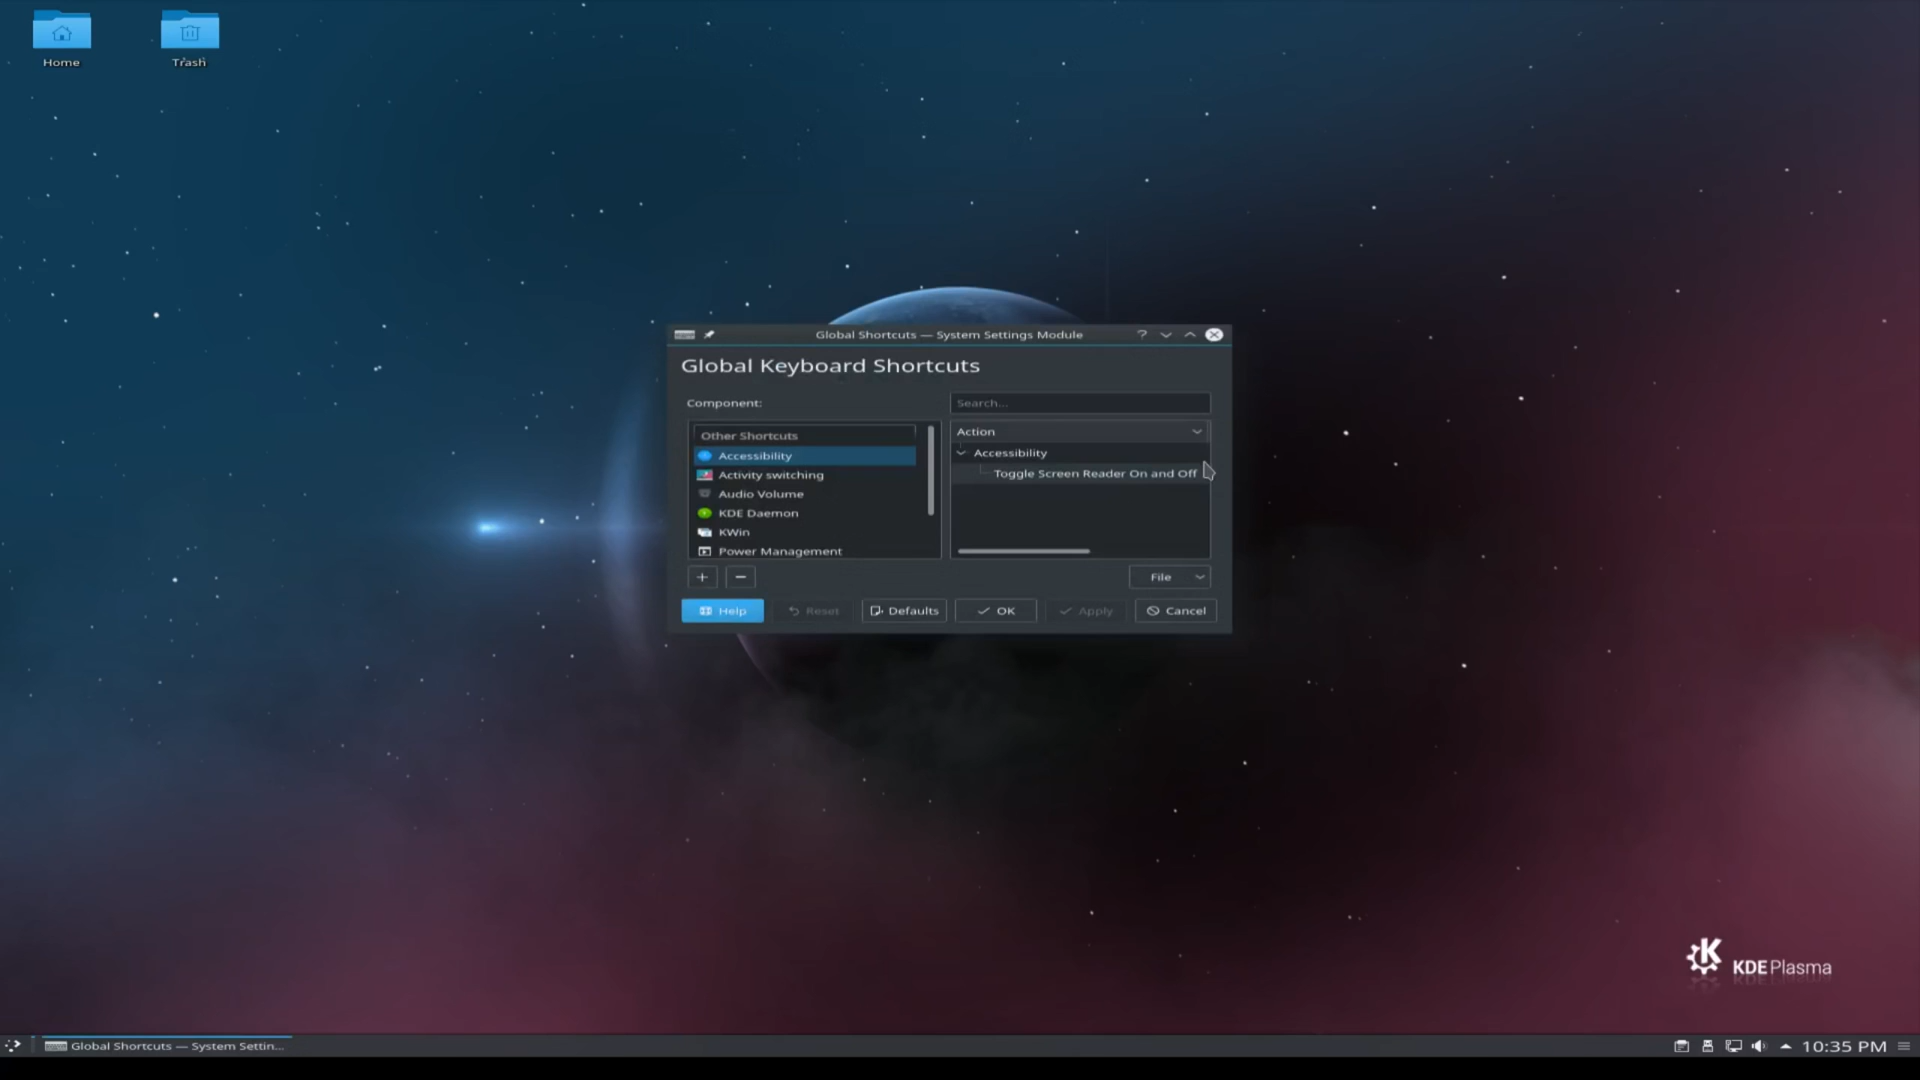 Home
Trash
Global Shortcuts — System Settings Module
?
Global Keyboard Shortcuts
Component:
Search...
Other Shortcuts
Accessibility
Activity switching
Audio Volume
KDE Daemon
KWin
Power Management
Action
Accessibility
Toggle Screen Reader On and Off
File
Help
Reset
Defaults
OK
Apply
Cancel
K KDE Plasma
Global Shortcuts — System Settin...
10:35 PM